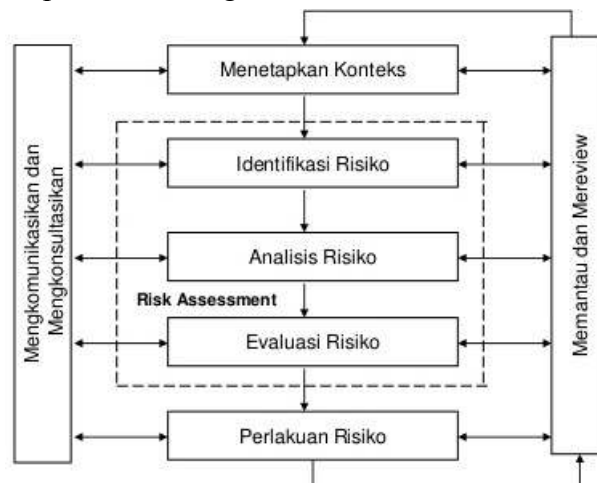 Menetapkan Konteks
Mengkomunikasikan dan
Mengkonsultasikan
Identifikasi Risiko
Analisis Risiko
Risk Assessment
Evaluasi Risiko
Perlakuan Risiko
Memantau dan Mereview